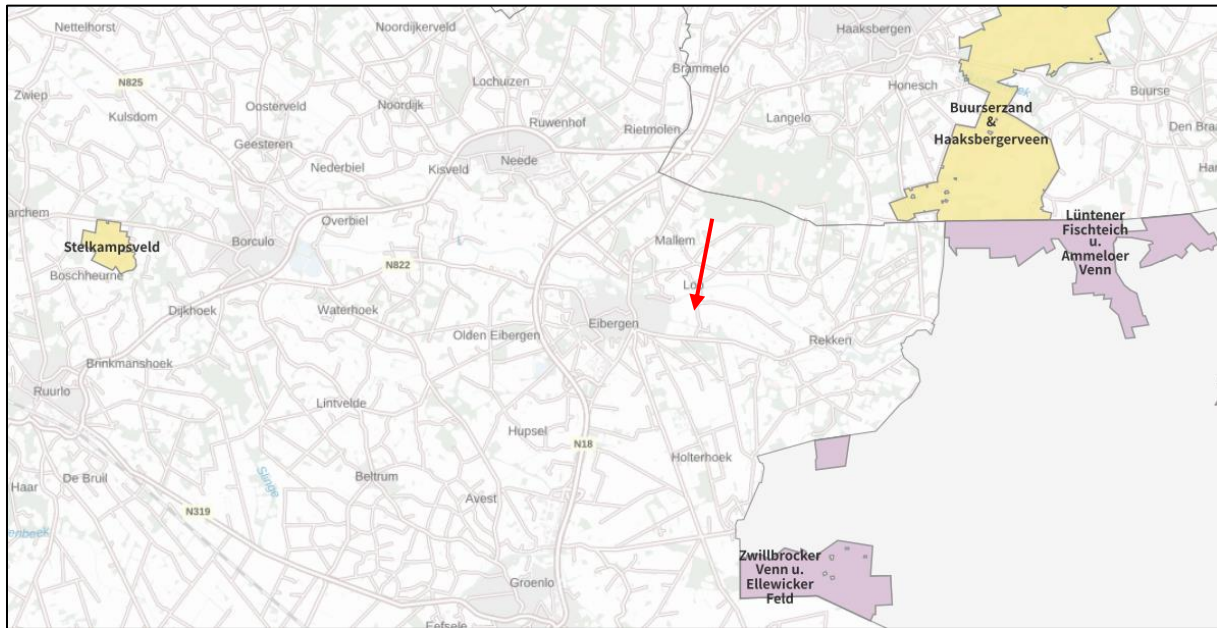 Nettelhorst
Noordijkerveld
Haaksbergen
Brammelo
N825
Zwiep
Kulsdom
Oosterveld
Lochuizen
Noordijk
Honesch
Buurse
Ruwenhof
Rietmolen
Langelo
Buurserzand
&
Haaksbergerveen
Den Bra
Geesteren
Neede
Nederbiel
Kisveld
archem
Overbiel
Stelkampsveld
Borculo
Mallem
Lüntener
Fischteich
u.
Ammeloer
Venn
Boschheurne
N822
Dijkhoek
Waterhoek
Eibergen
Olden Eibergen
Rekken
Brinkmanshoek
Ruurlo
Lintvelde
Hupsel
N18
Holterhoek
De Bruil
Haar
Slinge
Beltrum
Avest
N319
enbeek
Zwillbrocker
Venn u.
Ellewicker
Feld
Groenlo